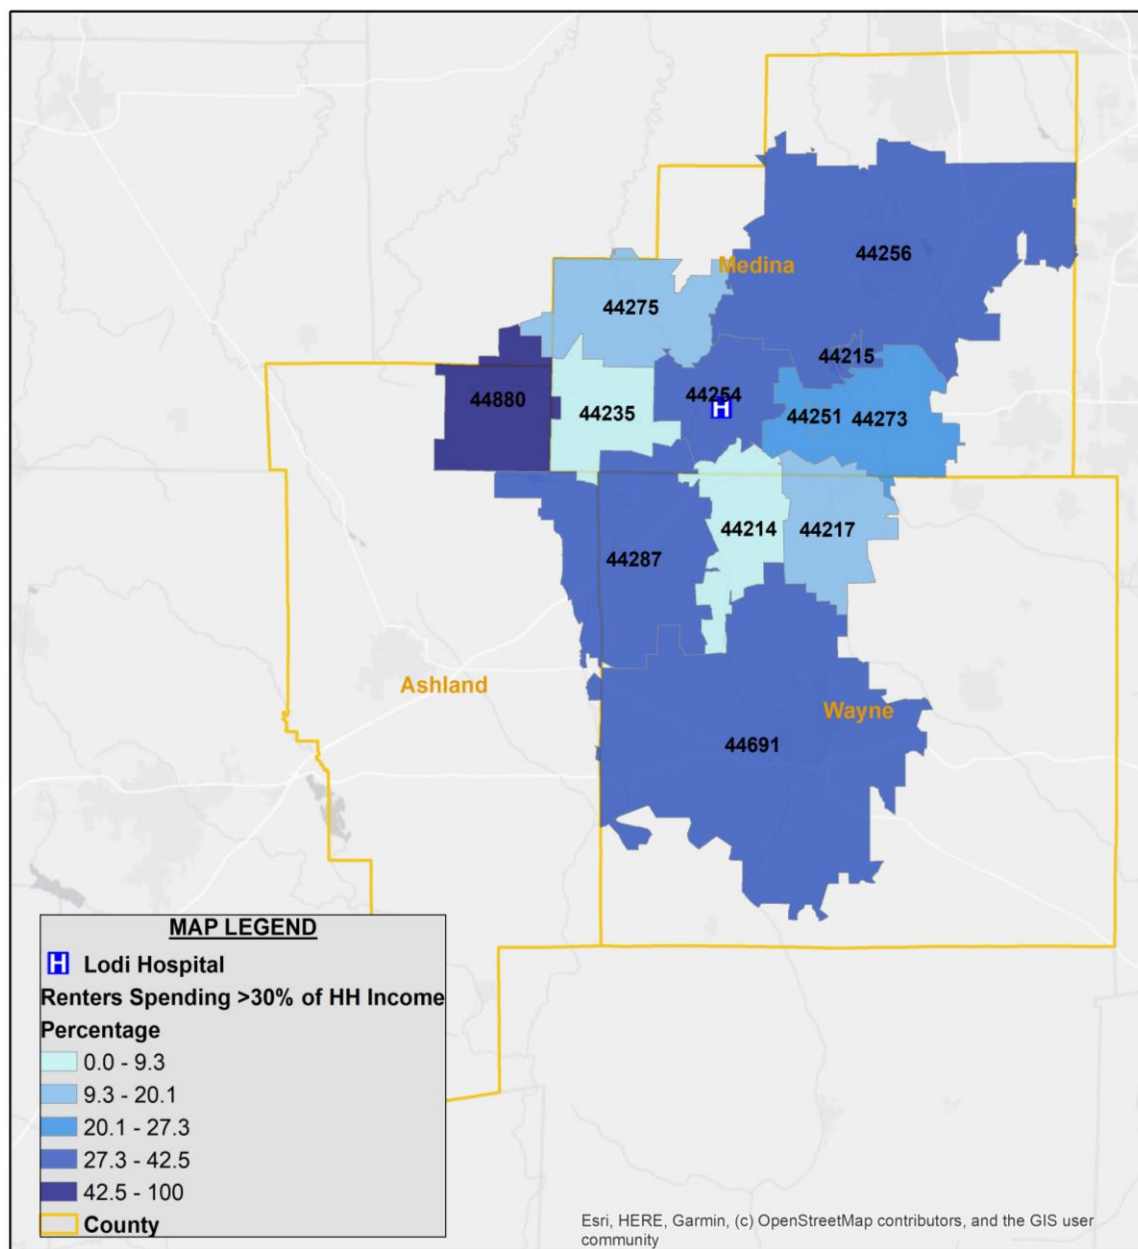 44256
Medina
44275
44215
44254
44880
44235
H
44251
44273
44214
44217
44287
Ashland
Wayne
44691
MAP LEGEND
H Lodi Hospital
Renters Spending >30% of HH Income
Percentage
0.0 - 9.3
9.3 - 20.1
20.1 - 27.3
27.3 - 42.5
42.5 - 100
County
Esri, HERE, Garmin, (c) OpenStreetMap contributors, and the GIS user
community